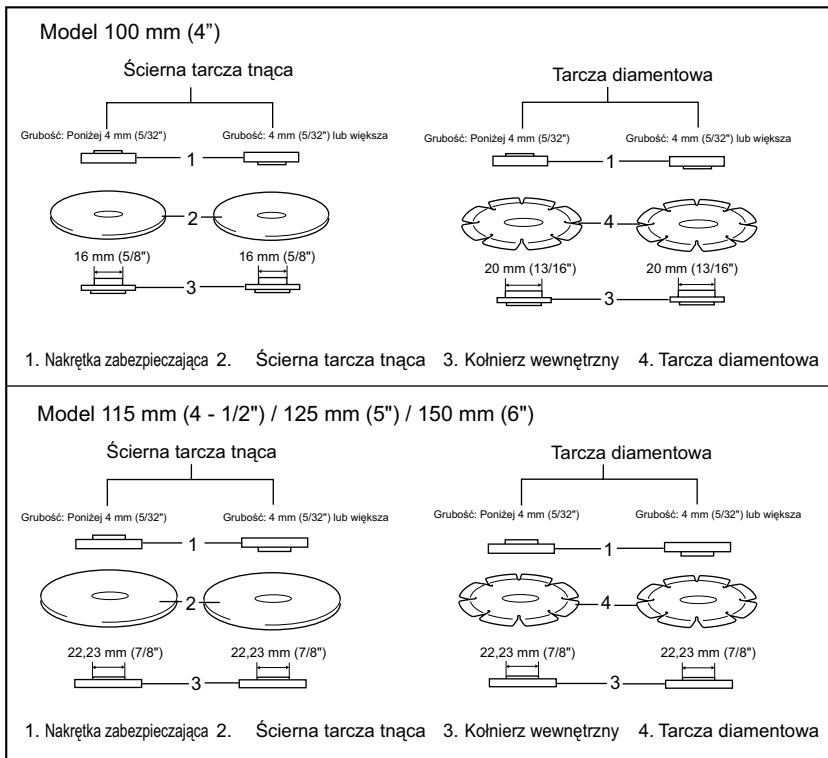 Model 100 mm (4”)
Ścierna tarcza tnąca
Tarcza diamentowa
Grubość: Poniżej 4 mm (5/32")
Grubość: 4 mm (5/32") lub większa
Grubość: Poniżej 4 mm (5/32")
Grubość: 4 mm (5/32") lub większa
1
1
2
4
16 mm (5/8")
16 mm (5/8")
20 mm (13/16")
20 mm (13/16")
3
3
1. Nakrętka zabezpieczająca 2. Ścierna tarcza tnąca 3. Kołnierz wewnętrzny 4. Tarcza diamentowa
Model 115 mm (4 - 1/2") / 125 mm (5") / 150 mm (6")
Ścierna tarcza tnąca
Tarcza diamentowa
Grubość: Poniżej 4 mm (5/32")
Grubość: 4 mm (5/32") lub większa
Grubość: Poniżej 4 mm (5/32")
Grubość: 4 mm (5/32") lub większa
1
1
2
4
22,23 mm (7/8")
22,23 mm (7/8")
22,23 mm (7/8")
22,23 mm (7/8")
3
3
1. Nakrętka zabezpieczająca 2. Ścierna tarcza tnąca 3. Kołnierz wewnętrzny 4. Tarcza diamentowa